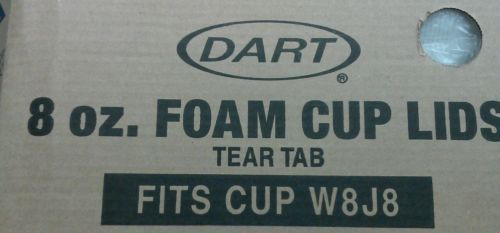 DART®
8 oz. FOAM CUP LIDS
TEAR TAB
FITS CUP W8J8